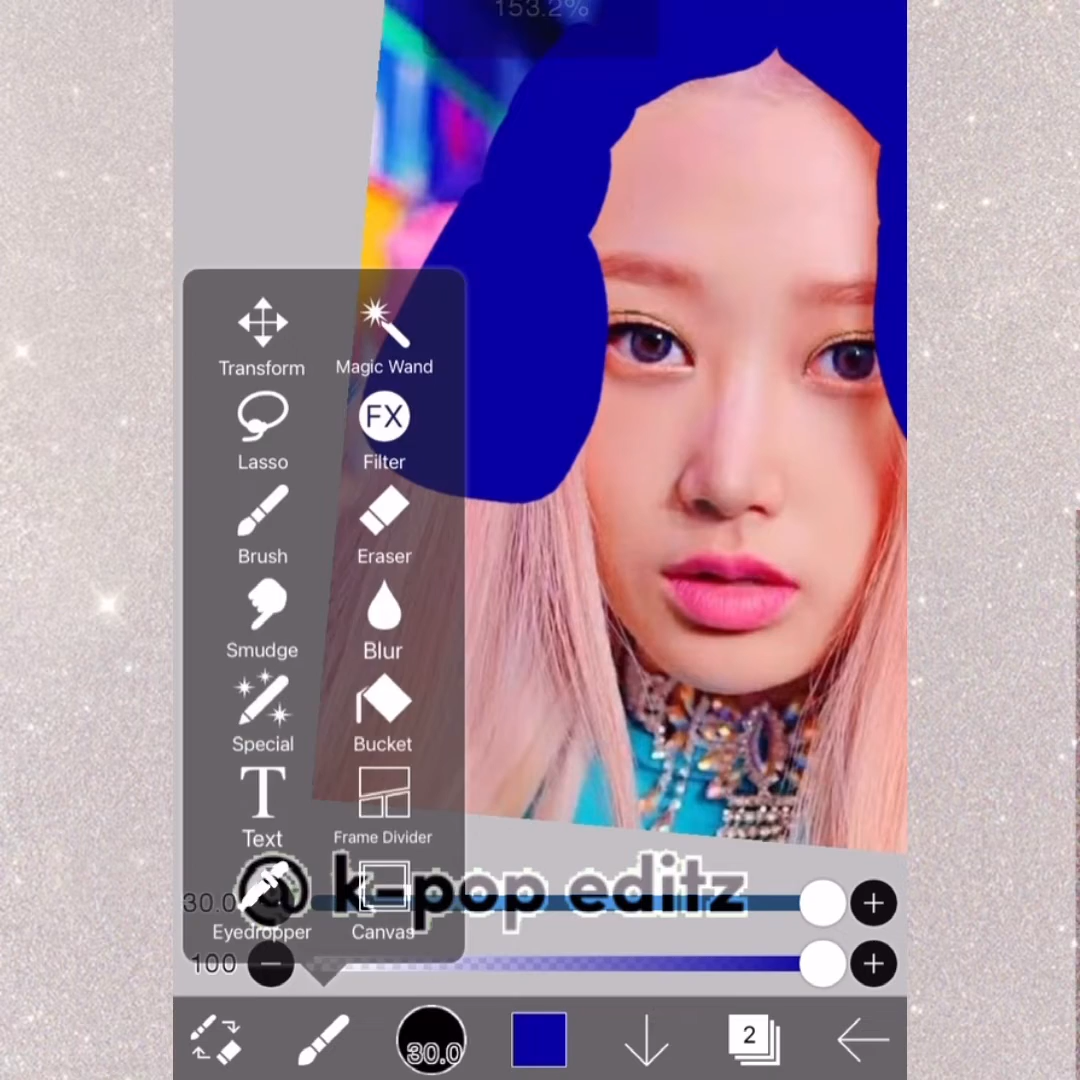 153.2%
Transform Magic Wand
Lasso FX Filter
Brush Eraser
Smudge Blur
Special Bucket
Text Frame Divider
30.0 @ k-pop editz
Eyedropper Canvas
100
30.0 2